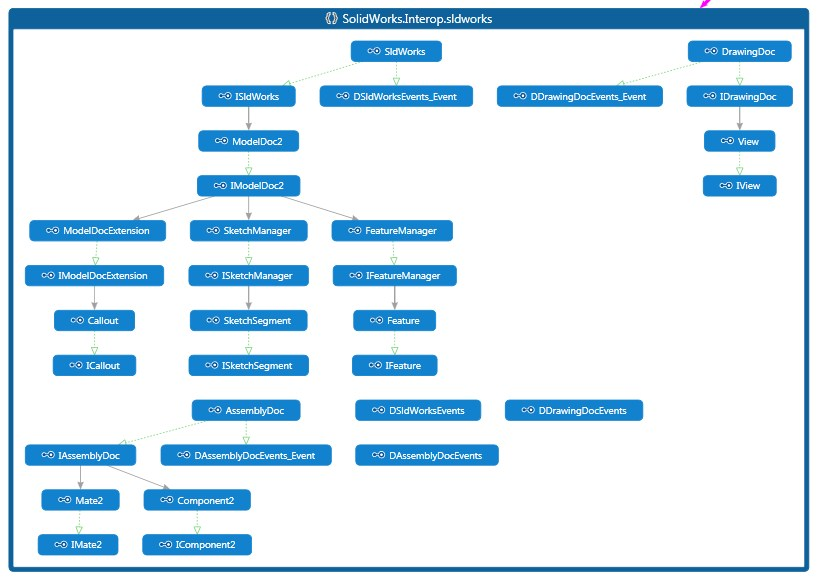 SolidWorks.Interop.sldworks
SldWorks
DrawingDoc
ISldWorks
DSldWorksEvents_Event
DDrawingDocEvents_Event
IDrawingDoc
ModelDoc2
View
IModelDoc2
IView
ModelDocExtension
SketchManager
FeatureManager
IModelDocExtension
ISketchManager
IFeatureManager
Callout
SketchSegment
Feature
ICallout
ISketchSegment
IFeature
AssemblyDoc
DSldWorksEvents
DDrawingDocEvents
IAssemblyDoc
DAssemblyDocEvents_Event
DAssemblyDocEvents
Mate2
Component2
IMate2
IComponent2